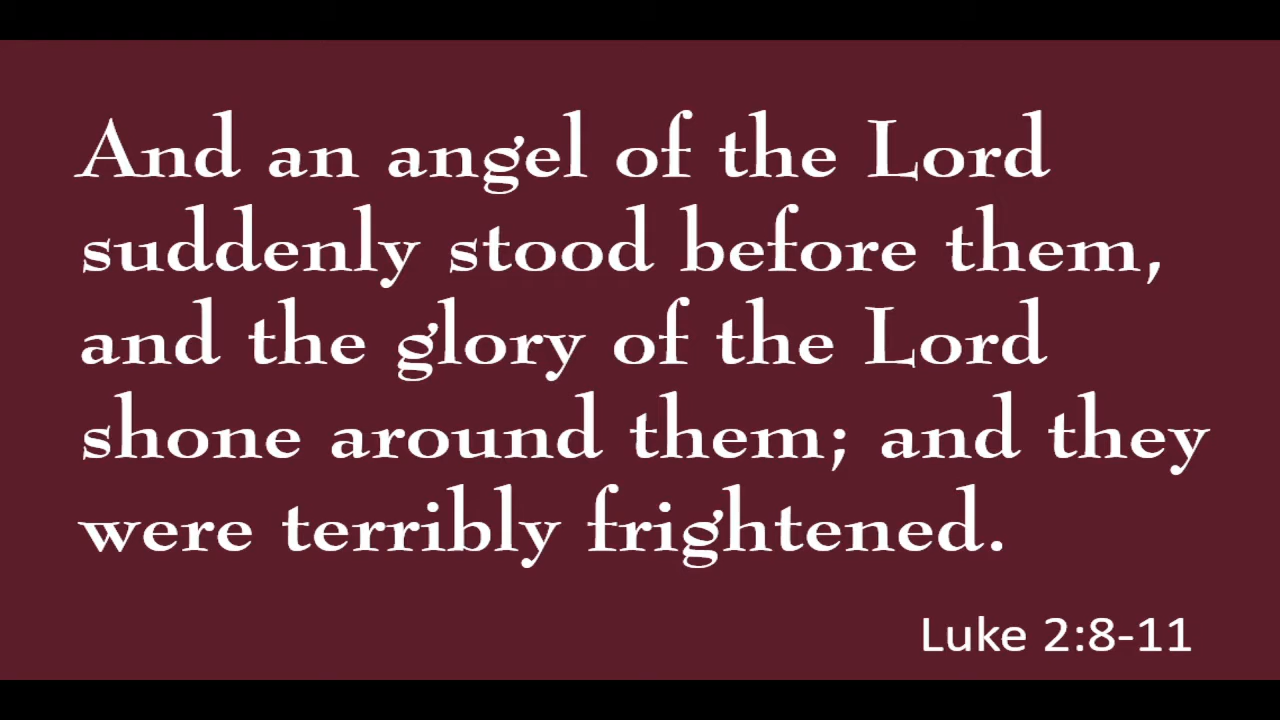 And an angel of the Lord
suddenly stood before them,
and the glory of the Lord
shone around them; and they
were terribly frightened.
Luke 2:8-11